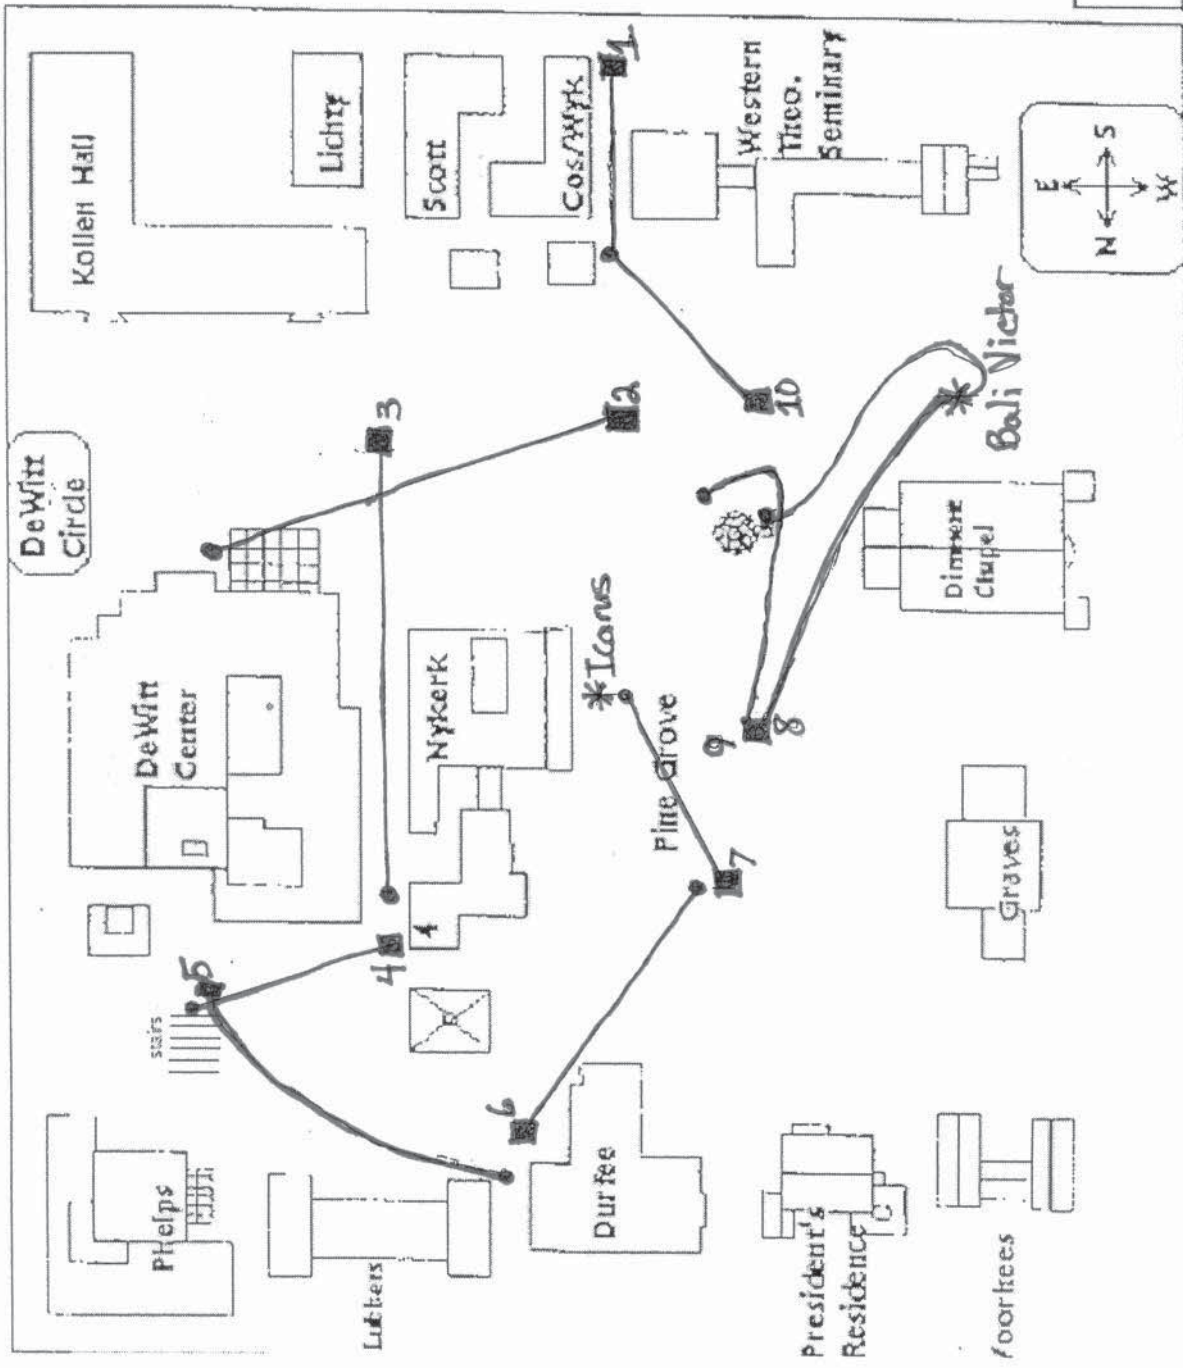 DeWitt
Circle
Kollen Hall
Lichty
Scott
Cos/Wyk
1
Western
Theo.
Seminary
DeWitt
Center
3
2
10
Nykerk
Icarus
Pine Grove
stairs
5
4
6
7
9
8
Bali Victor
Dimnent
Chapel
Graves
Phelps
Lubbers
Durfee
President's
Residence
Voorhees
E
N
S
W